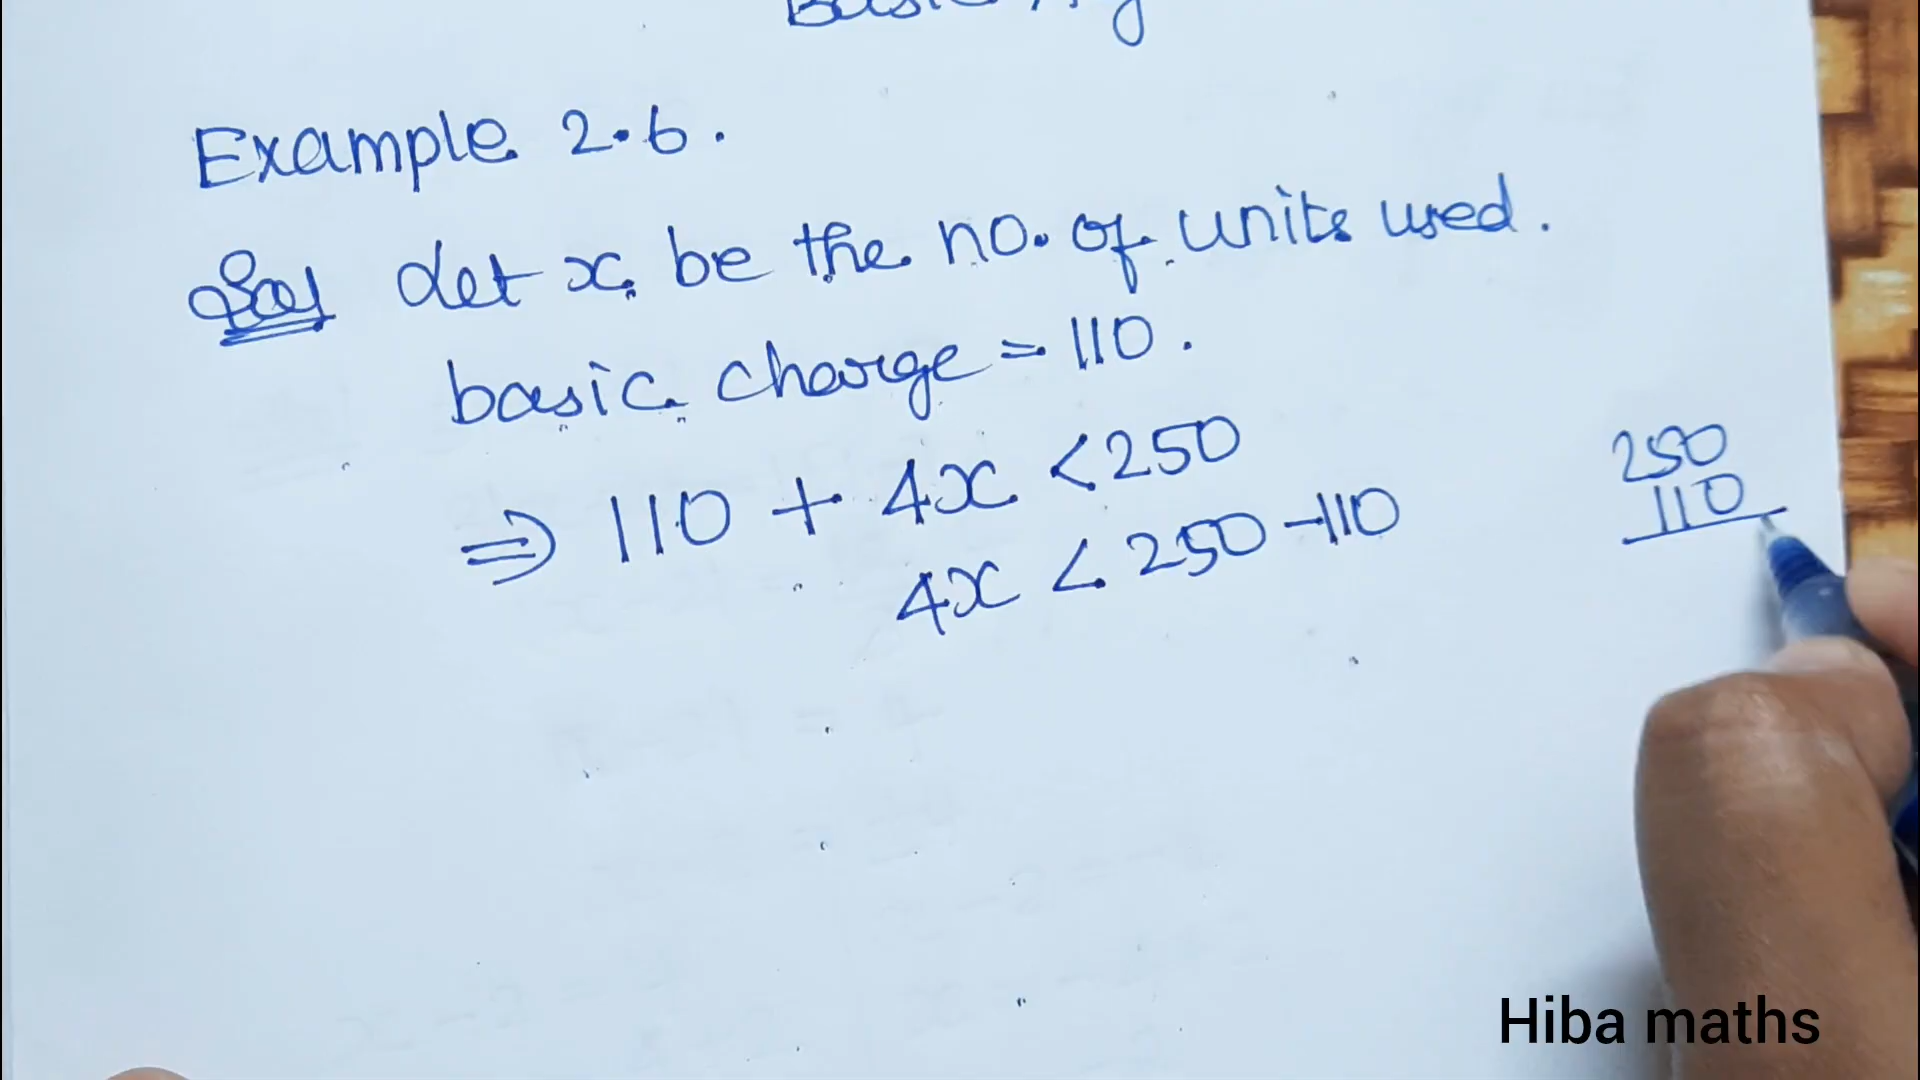 Example 2.6.
Sol Let x be the no. of units used.
basic charge = 110.
⇒ 110 + 4x < 250
4x < 250 - 110
250
110
Hiba maths